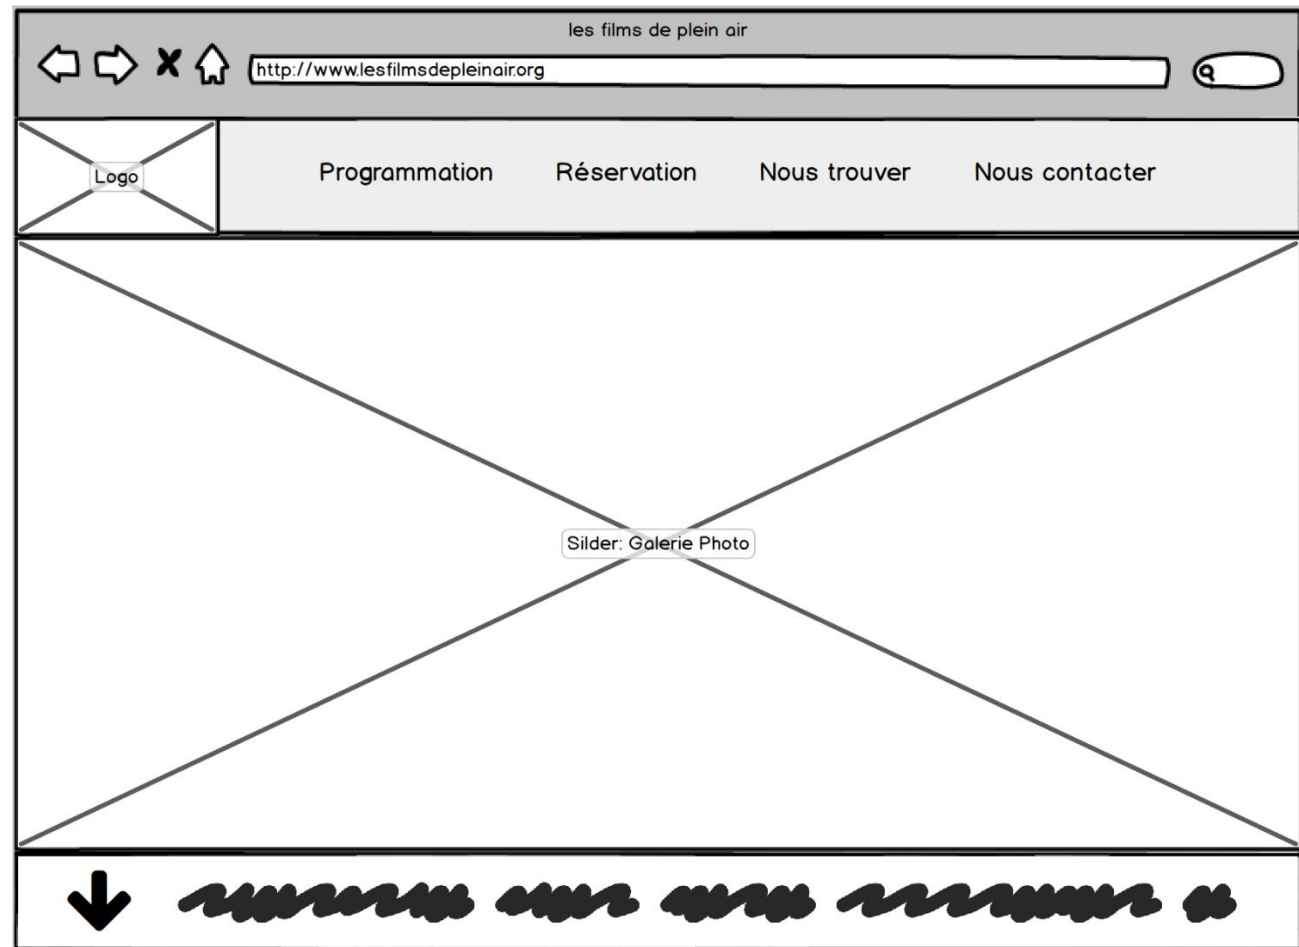 les films de plein air
http://www.lesfilmsdepleinair.org
Logo
Programmation Réservation Nous trouver Nous contacter
Silder: Galerie Photo